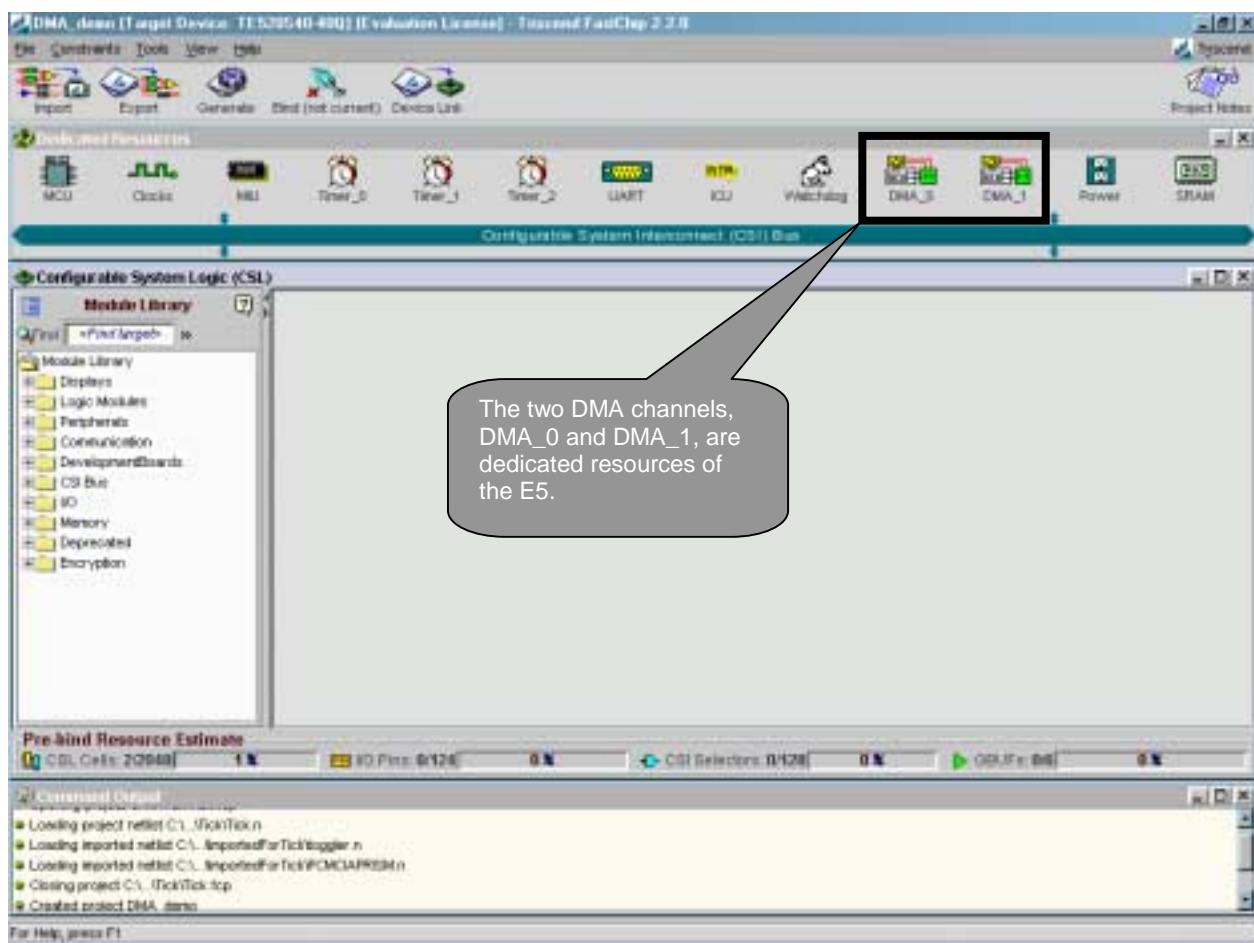 DMA_demo [Target Device: TE520S40-40Q] [Evaluation License] - Triscend FastChip 2.2.0
File Constraints Tools View Help
Triscend
Import Export Generate Bind (not current) Device Link Project Notes
Dedicated Resources
MCU Clocks MIU Timer_0 Timer_1 Timer_2 UART ICU Watchdog DMA_0 DMA_1 Power SRAM
Configurable System Interconnect (CSI) Bus
Configurable System Logic (CSL)
Module Library
Find <Find target>
Module Library
Displays
Logic Modules
Peripherals
Communication
DevelopmentBoards
CSI Bus
I/O
Memory
Deprecated
Encryption
The two DMA channels,
DMA_0 and DMA_1, are
dedicated resources of
the E5.
Pre-bind Resource Estimate
CSL Cells: 2/2048 1 % I/O Pins: 0/124 0 % CSI Selectors: 0/128 0 % GBUFs: 0/6 0 %
Command Output
Loading project netlist C:\...\Tick\Tick.n
Loading imported netlist C:\...\ImportedForTick\toggler.n
Loading imported netlist C:\...\ImportedForTick\PCMCIAPRISM.n
Closing project C:\...\Tick\Tick.fcp
Created project DMA_demo
For Help, press F1